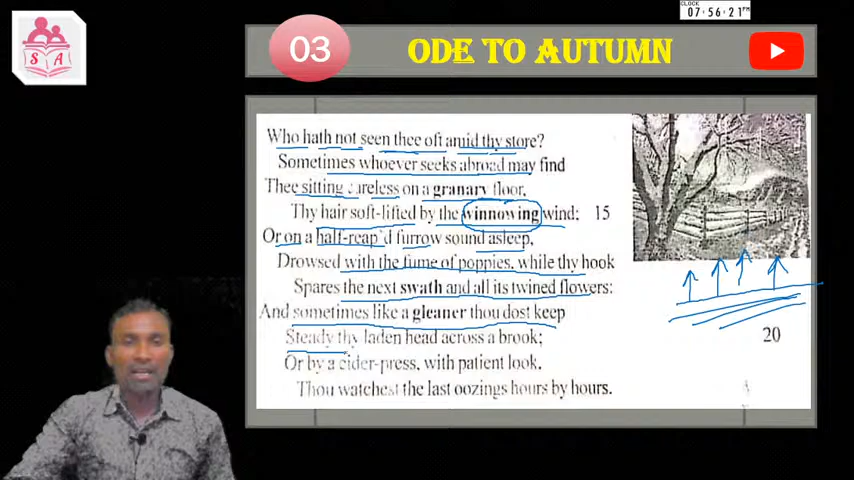 CLOCK
07:56:21PM
S A
03
ODE TO AUTUMN
Who hath not seen thee oft amid thy store?
Sometimes whoever seeks abroad may find
Thee sitting careless on a granary floor,
Thy hair soft-lifted by the winnowing wind; 15
Or on a half-reap'd furrow sound asleep,
Drowsed with the fume of poppies, while thy hook
Spares the next swath and all its twined flowers:
And sometimes like a gleaner thou dost keep
Steady thy laden head across a brook; 20
Or by a cider-press, with patient look,
Thou watchest the last oozings hours by hours.